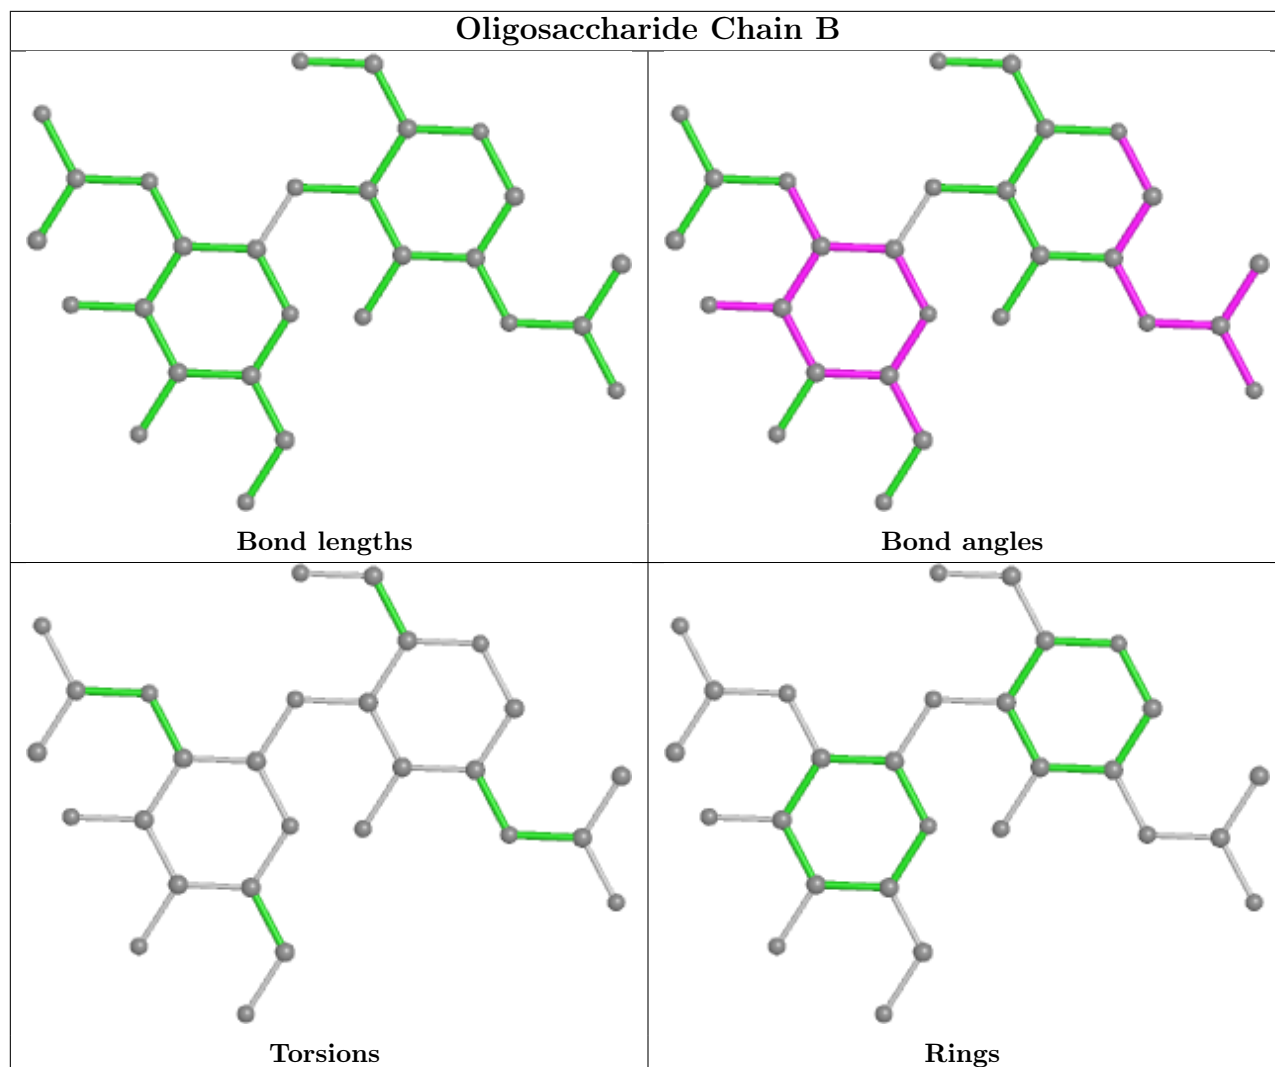 Oligosaccharide Chain B
Bond lengths
Bond angles
Torsions
Rings